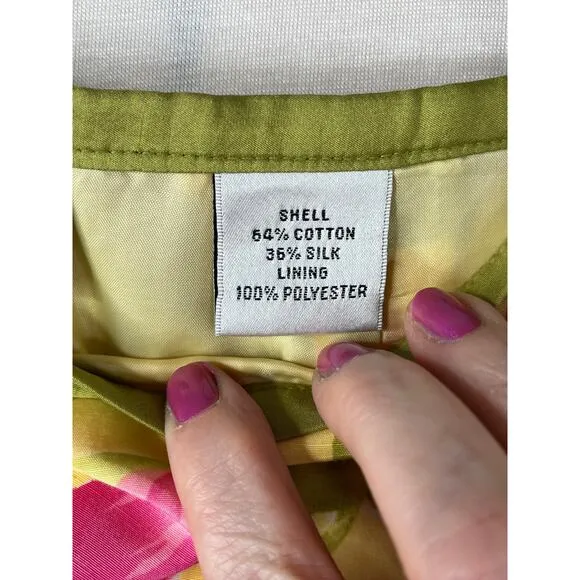 SHELL
64% COTTON
36% SILK
LINING
100% POLYESTER